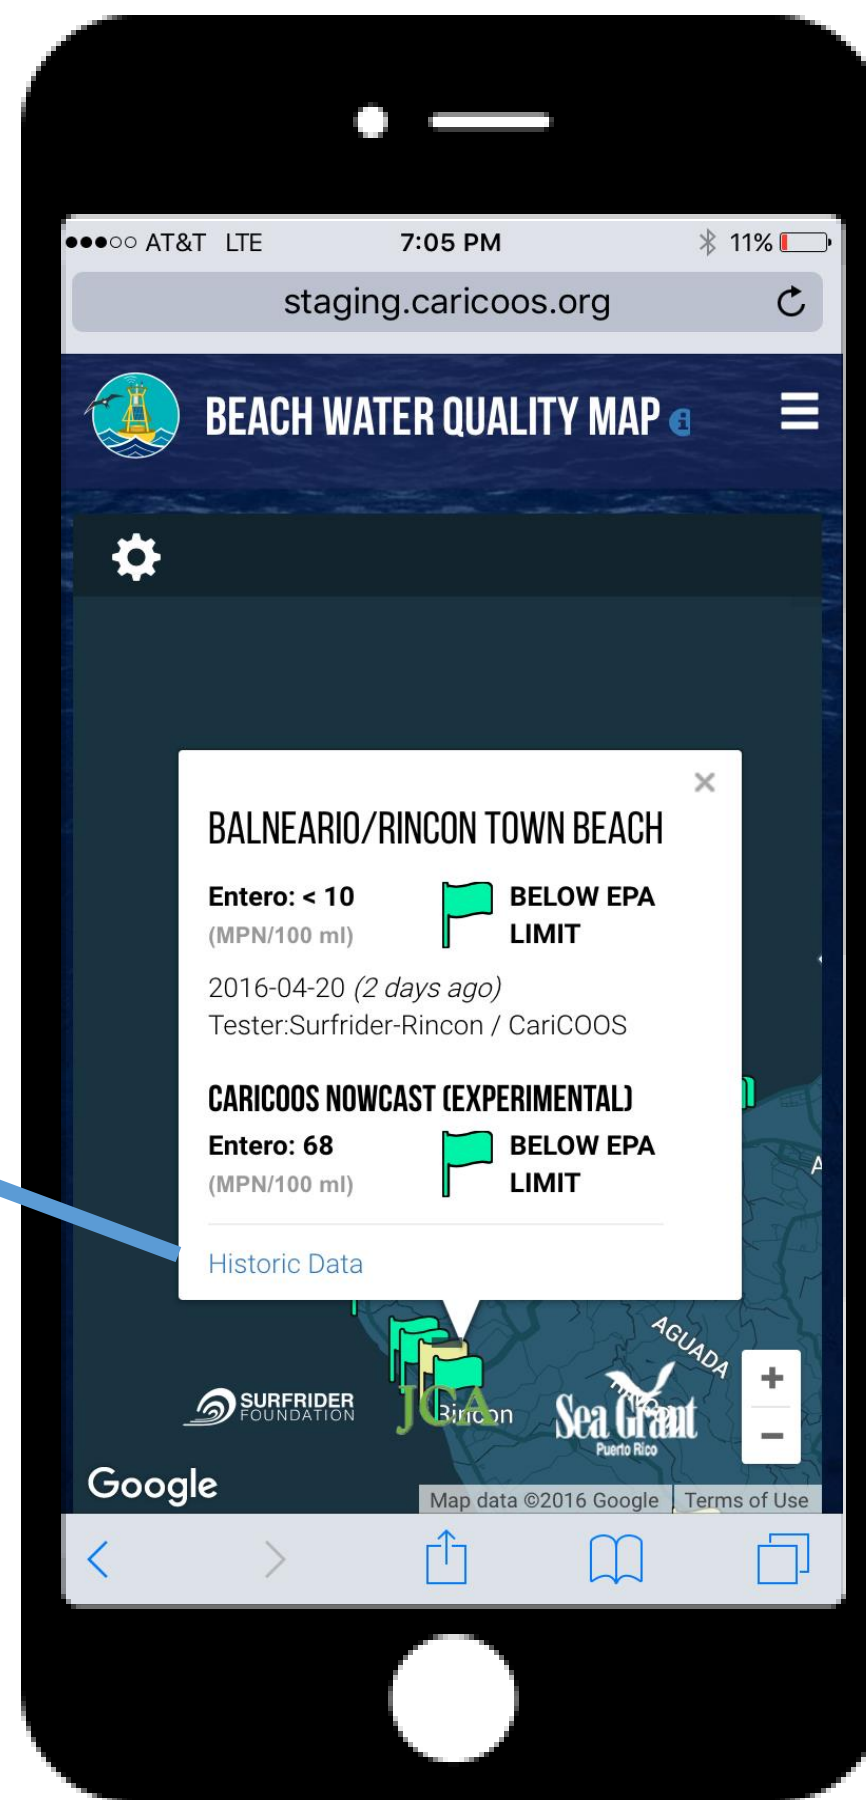 AT&T LTE 7:05 PM 11%
staging.caricoos.org
BEACH WATER QUALITY MAP i
×
BALNEARIO/RINCON TOWN BEACH
Entero: < 10 BELOW EPA
(MPN/100 ml) LIMIT
2016-04-20 (2 days ago)
Tester:Surfrider-Rincon / CariCOOS
CARICOOS NOWCAST (EXPERIMENTAL)
Entero: 68 BELOW EPA
(MPN/100 ml) LIMIT
Historic Data
A
AGUADA
+
SURFRIDER
FOUNDATION
JCA
Rincon
Sea Grant
Puerto Rico
−
Google
Map data ©2016 Google Terms of Use